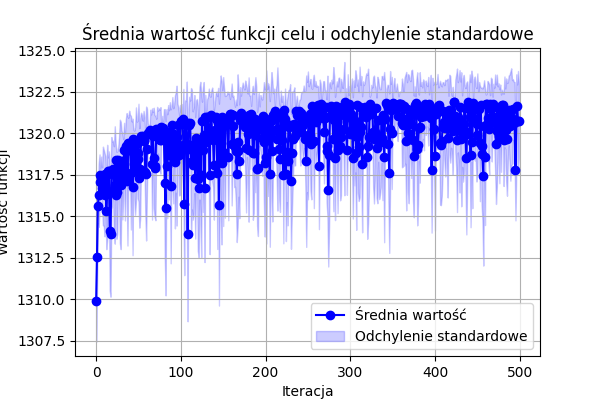 Średnia wartość funkcji celu i odchylenie standardowe
1325.0
1322.5
1320.0
1317.5
1315.0
1312.5
1310.0
1307.5
funkcji
Średnia wartość
Odchylenie standardowe
0
100
200
300
400
500
Iteracja